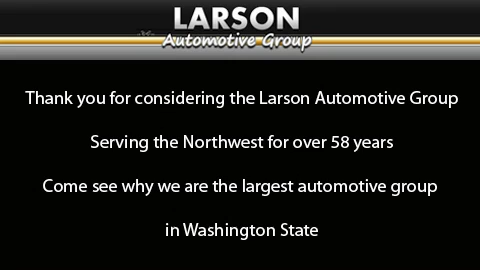 LARSON
Automotive Group
Thank you for considering the Larson Automotive Group
Serving the Northwest for over 58 years
Come see why we are the largest automotive group
in Washington State